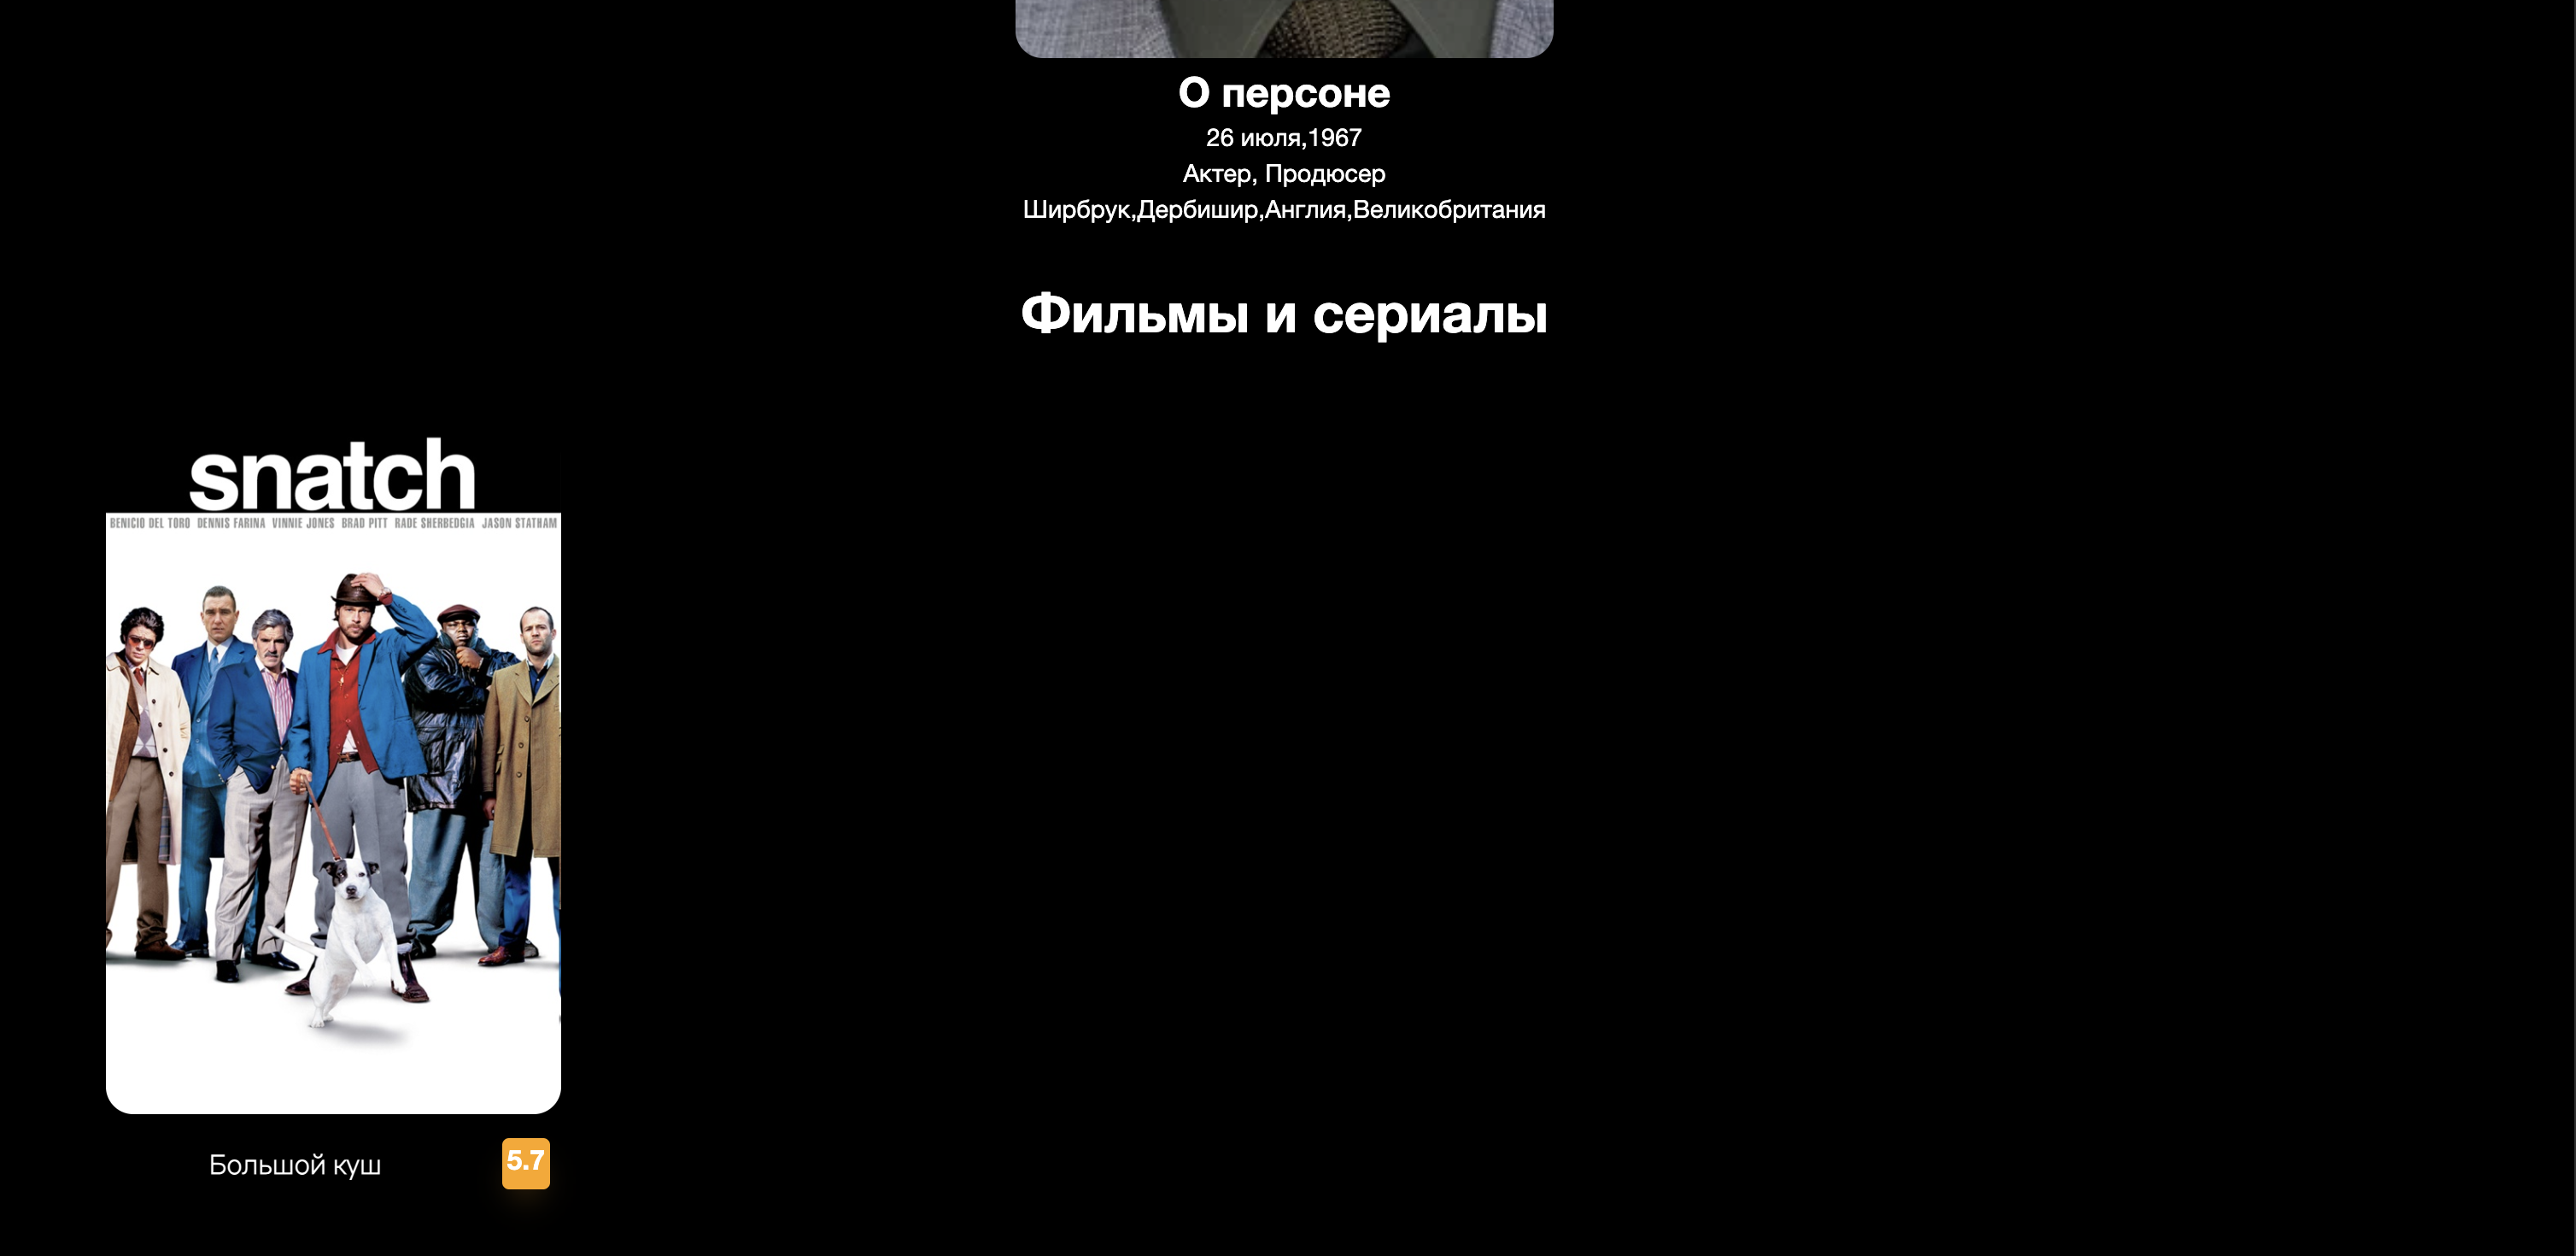 О персоне
26 июля,1967
Актер, Продюсер
Ширбрук,Дербишир,Англия,Великобритания
Фильмы и сериалы
snatch
BENICIO DEL TORO DENNIS FARINA VINNIE JONES BRAD PITT RADE SHERBEDGIA JASON STATHAM
Большой куш
5.7